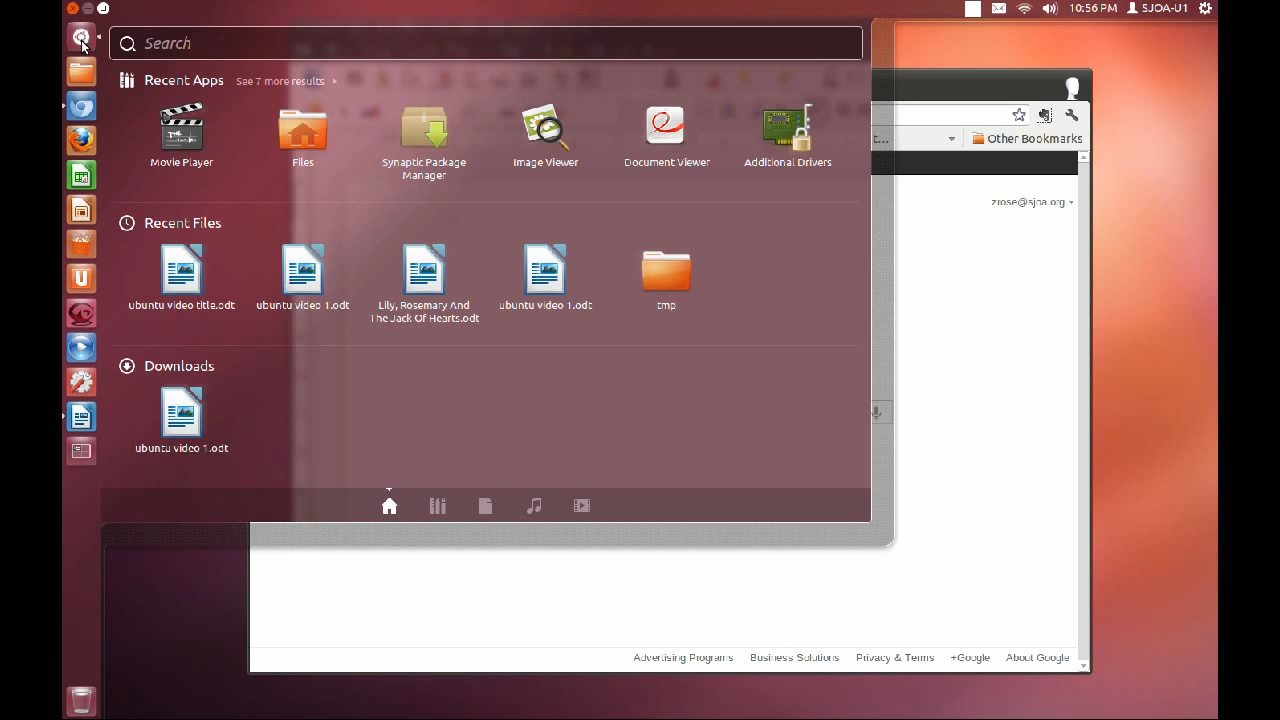 10:56 PM SJOA-U1
Search
Recent Apps See 7 more results
Movie Player
Files
Synaptic Package
Manager
Image Viewer
Document Viewer
Additional Drivers
t...
Other Bookmarks
zrose@sjoa.org
Recent Files
ubuntu video title.odt
ubuntu video 1.odt
Lily, Rosemary And
The Jack Of Hearts.odt
ubuntu video 1.odt
tmp
Downloads
ubuntu video 1.odt
Advertising Programs Business Solutions Privacy & Terms +Google About Google